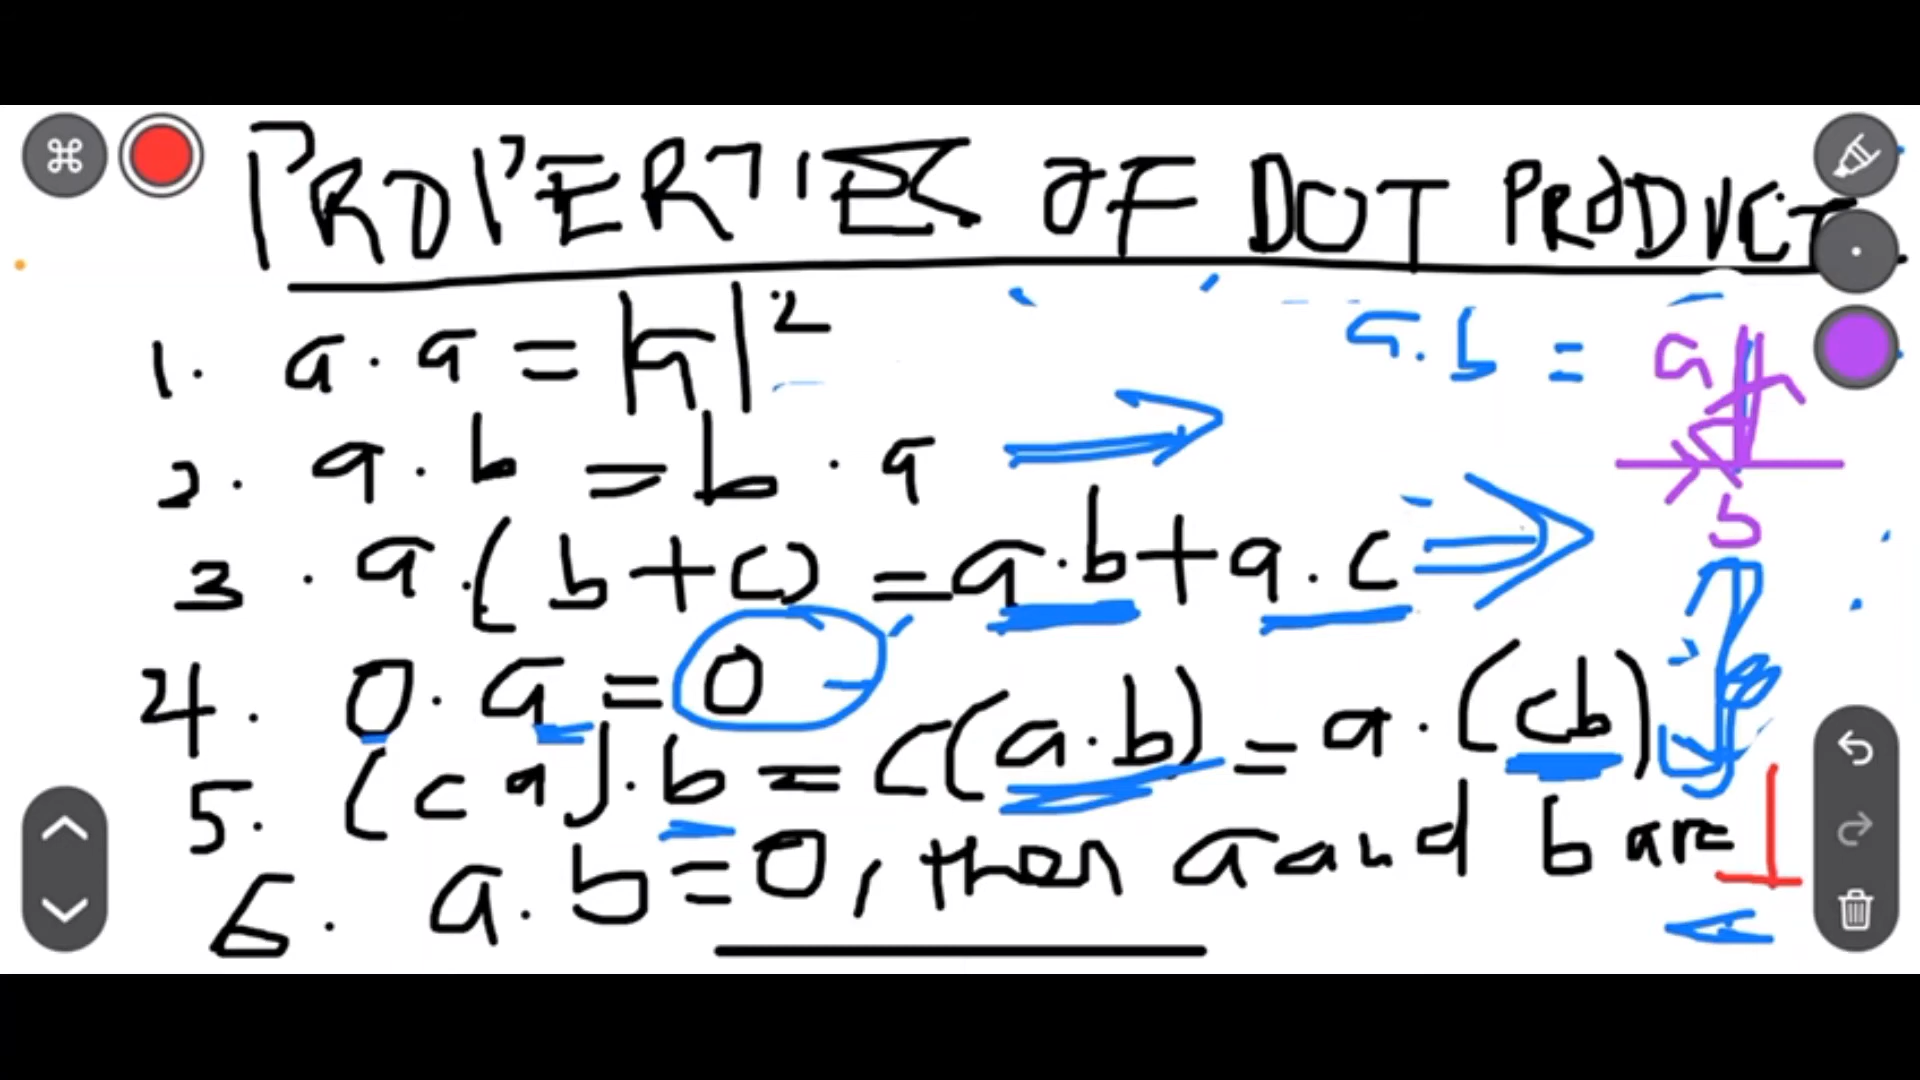 PROPERTIES OF DOT PRODUCT
1. a · a = |a|²
a · b =
a
b
2. a · b = b · a
3. a · (b + c) = a · b + a · c
4. 0 · a = 0
5. (ca) · b = c(a · b) = a · (cb)
6. a · b = 0, then a and b are ⊥